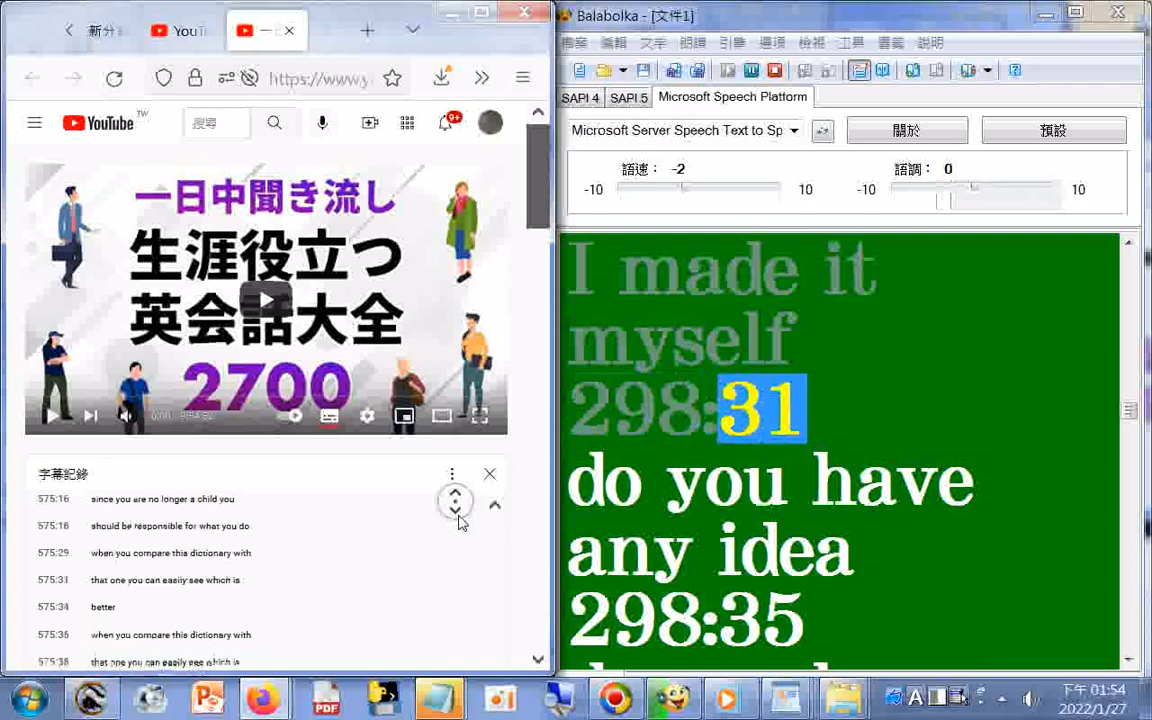 新分
YouT
https://www.y
YouTube TW
搜尋
9+
一日中聞き流し
生涯役立つ
英会話大全
2700
字幕記錄
575:16 since you are no longer a child you
575:18 should be responsible for what you do
575:29 when you compare this dictionary with
575:31 that one you can easily see which is
575:34 better
575:36 when you compare this dictionary with
575:38 that one you can easily see which is
Balabolka - [文件1]
檔案 編輯 文字 朗讀 引擎 選項 檢視 工具 書籤 說明
SAPI 4 SAPI 5 Microsoft Speech Platform
Microsoft Server Speech Text to Sp 關於 預設
語速： -2 語調： 0
-10 10 -10 10
I made it
myself
298:31
do you have
any idea
298:35
PDF
A
下午 01:54
2022/1/27